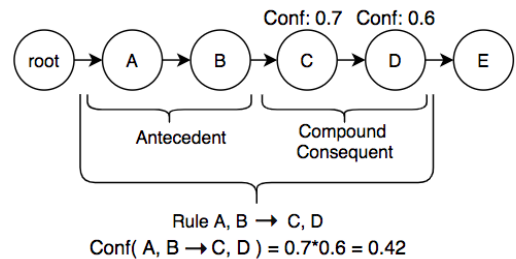 Conf: 0.7 Conf: 0.6
root A B C D E
Antecedent
Compound
Consequent
Rule A, B → C, D
Conf( A, B → C, D ) = 0.7*0.6 = 0.42